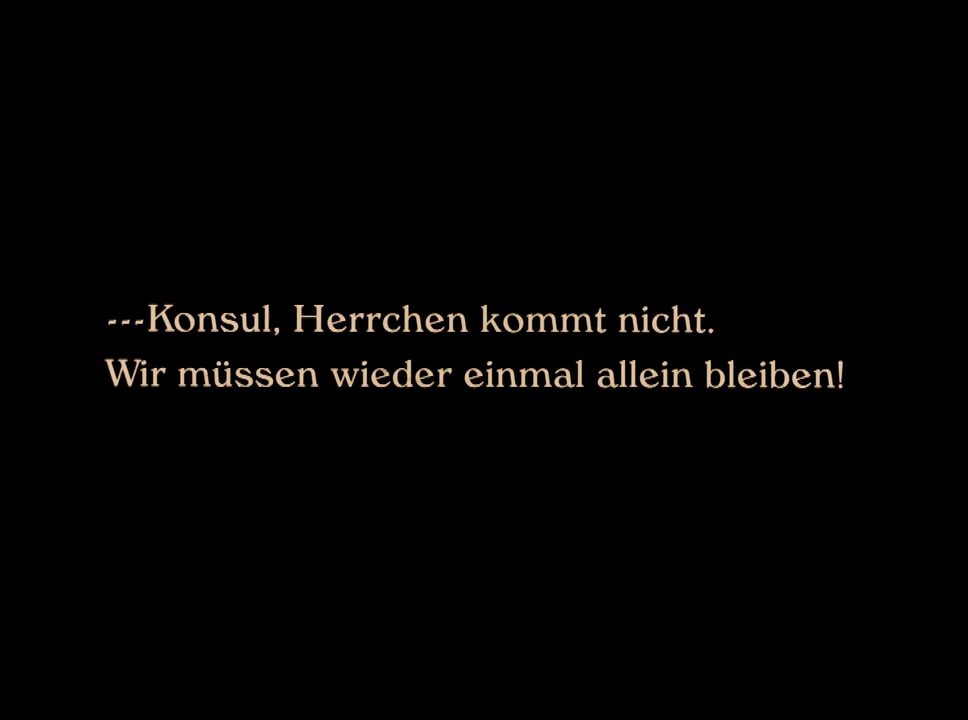 ---Konsul, Herrchen kommt nicht.
Wir müssen wieder einmal allein bleiben!